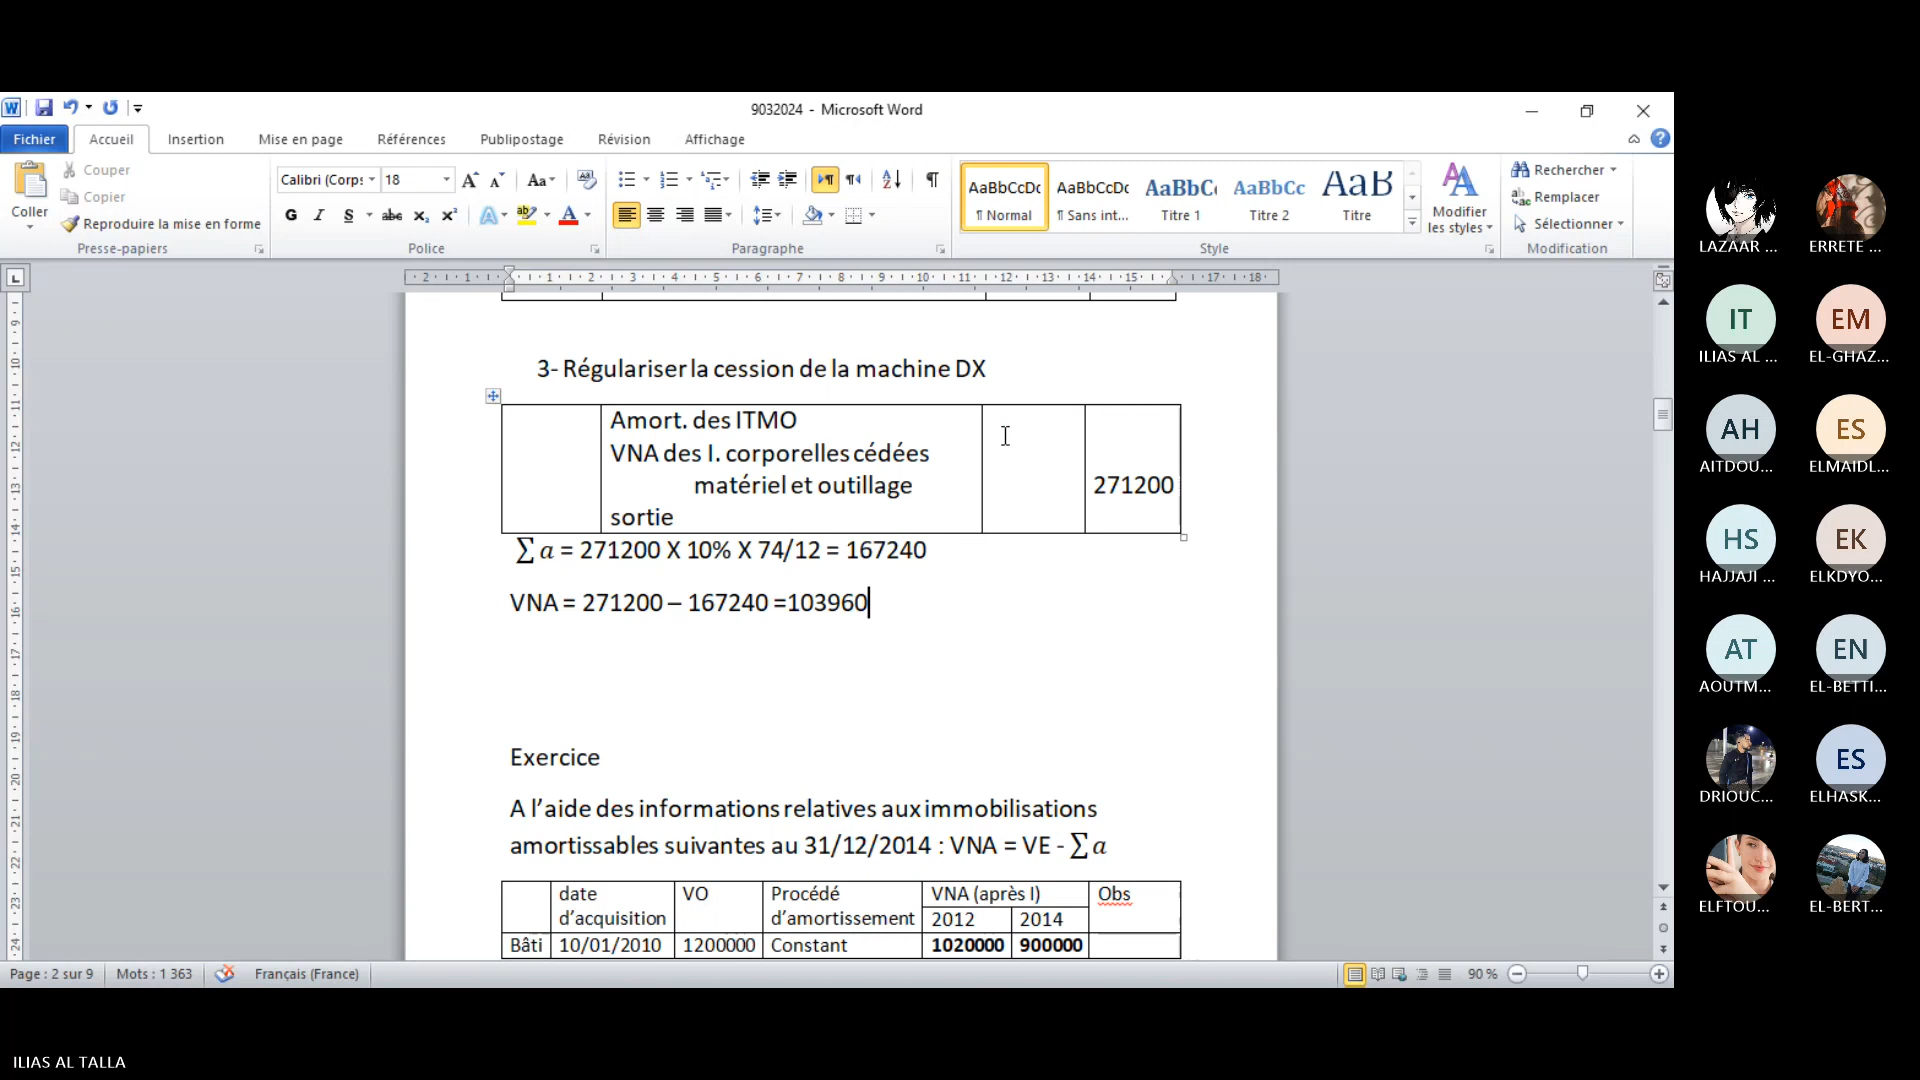 9032024 - Microsoft Word
Fichier Accueil Insertion Mise en page Références Publipostage Révision Affichage
Coller
Couper
Copier
Reproduire la mise en forme
Presse-papiers
Calibri (Corps 18
G I S abc x₂ x²
Police
Paragraphe
AaBbCcDc AaBbCcDc AaBbC AaBbCc AaB
¶ Normal ¶ Sans int... Titre 1 Titre 2 Titre
Modifier les styles
Style
Rechercher
Remplacer
Sélectionner
Modification
3- Régulariser la cession de la machine DX
Amort. des ITMO
VNA des I. corporelles cédées
matériel et outillage 271200
sortie
∑ a = 271200 X 10% X 74/12 = 167240
VNA = 271200 – 167240 =103960
Exercice
A l’aide des informations relatives aux immobilisations
amortissables suivantes au 31/12/2014 : VNA = VE - ∑ a
date d’acquisition VO Procédé d’amortissement VNA (après I) Obs
2012 2014
Bâti 10/01/2010 1200000 Constant 1020000 900000
Page : 2 sur 9 Mots : 1 363 Français (France) 90 %
LAZAAR ... ERRETE ...
IT EM
ILIAS AL ... EL-GHAZ...
AH ES
AITDOU... ELMAIDL...
HS EK
HAJJAJI ... ELKDYO...
AT EN
AOUTM... EL-BETTI...
ES
DRIOUC... ELHASK...
ELFTOU... EL-BERT...
ILIAS AL TALLA